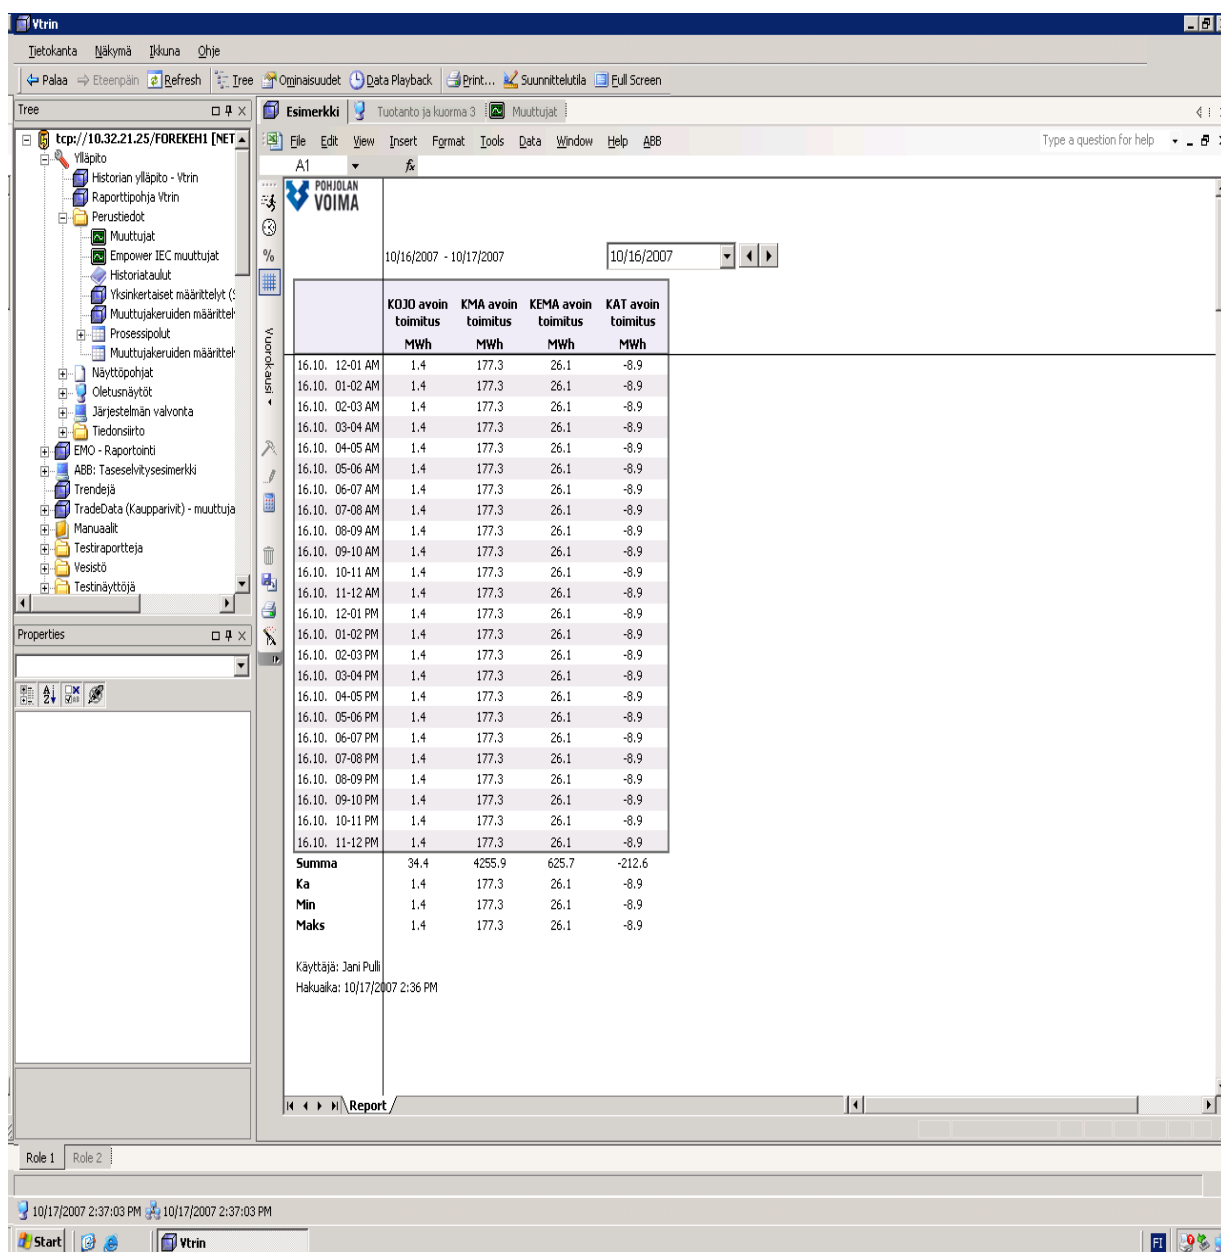 Vtrin
Tietokanta Näkymä Ikkuna Ohje
Palaa Eteenpäin Refresh Tree Ominaisuudet Data Playback Print... Suunnittelutila Full Screen
Tree
tcp://10.32.21.25/FOREKEH1 [NET
Ylläpito
Historian ylläpito - Vtrin
Raporttipohja Vtrin
Perustiedot
Muuttujat
Empower IEC muuttujat
Historiataulut
Yksinkertaiset määrittelyt (S
Muuttujakeruiden määrittel
Prosessipolut
Muuttujakeruiden määrittel
Näyttöpohjat
Oletusnäytöt
Järjestelmän valvonta
Tiedonsiirto
EMO - Raportointi
ABB: Taseselvitysesimerkki
Trendejä
TradeData (Kaupparivit) - muuttuja
Manuaalit
Testiraportteja
Vesistö
Testinäyttöjä
Properties
Esimerkki Tuotanto ja kuorma 3 Muuttujat
File Edit View Insert Format Tools Data Window Help ABB Type a question for help
A1 fx
%
Vuorokausi
POHJOLAN
VOIMA
10/16/2007 - 10/17/2007 10/16/2007
KOJO avoin KMA avoin KEMA avoin KAT avoin
toimitus toimitus toimitus toimitus
MWh MWh MWh MWh
16.10. 12-01 AM 1.4 177.3 26.1 -8.9
16.10. 01-02 AM 1.4 177.3 26.1 -8.9
16.10. 02-03 AM 1.4 177.3 26.1 -8.9
16.10. 03-04 AM 1.4 177.3 26.1 -8.9
16.10. 04-05 AM 1.4 177.3 26.1 -8.9
16.10. 05-06 AM 1.4 177.3 26.1 -8.9
16.10. 06-07 AM 1.4 177.3 26.1 -8.9
16.10. 07-08 AM 1.4 177.3 26.1 -8.9
16.10. 08-09 AM 1.4 177.3 26.1 -8.9
16.10. 09-10 AM 1.4 177.3 26.1 -8.9
16.10. 10-11 AM 1.4 177.3 26.1 -8.9
16.10. 11-12 AM 1.4 177.3 26.1 -8.9
16.10. 12-01 PM 1.4 177.3 26.1 -8.9
16.10. 01-02 PM 1.4 177.3 26.1 -8.9
16.10. 02-03 PM 1.4 177.3 26.1 -8.9
16.10. 03-04 PM 1.4 177.3 26.1 -8.9
16.10. 04-05 PM 1.4 177.3 26.1 -8.9
16.10. 05-06 PM 1.4 177.3 26.1 -8.9
16.10. 06-07 PM 1.4 177.3 26.1 -8.9
16.10. 07-08 PM 1.4 177.3 26.1 -8.9
16.10. 08-09 PM 1.4 177.3 26.1 -8.9
16.10. 09-10 PM 1.4 177.3 26.1 -8.9
16.10. 10-11 PM 1.4 177.3 26.1 -8.9
16.10. 11-12 PM 1.4 177.3 26.1 -8.9
Summa 34.4 4255.9 625.7 -212.6
Ka 1.4 177.3 26.1 -8.9
Min 1.4 177.3 26.1 -8.9
Maks 1.4 177.3 26.1 -8.9
Käyttäjä: Jani Pulli
Hakuaika: 10/17/2007 2:36 PM
Report
Role 1 Role 2
10/17/2007 2:37:03 PM 10/17/2007 2:37:03 PM
Start Vtrin FI